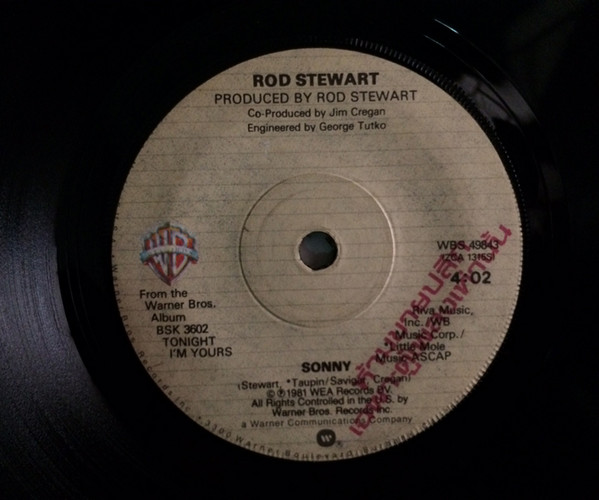 ROD STEWART
PRODUCED BY ROD STEWART
Co-Produced by Jim Cregan
Engineered by George Tutko
WBS 49843
4:02
From the
Warner Bros.
Album
BSK 3602
TONIGHT
I'M YOURS
Riva Music,
Inc./WB
Music Corp./
*Little Mole
Music ASCAP
SONNY
(Stewart, *Taupin/Savigar, Cregan)
© ℗ 1981 WEA Records BV.
All Rights Controlled in the U.S. by
Warner Bros. Records Inc.
a Warner Communications Company